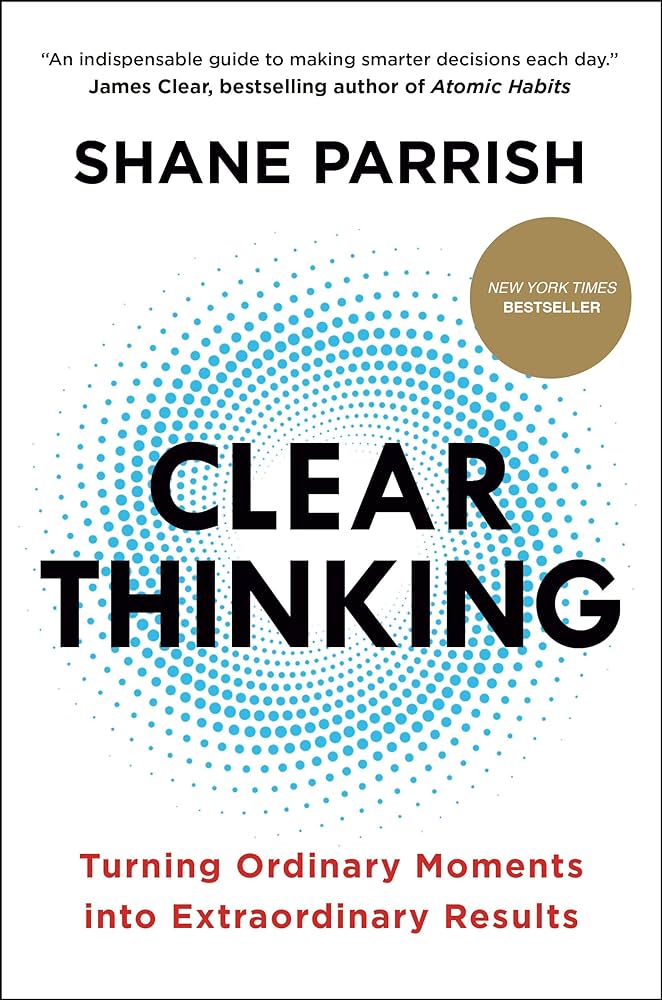 “An indispensable guide to making smarter decisions each day.”
James Clear, bestselling author of Atomic Habits
SHANE PARRISH
NEW YORK TIMES
BESTSELLER
CLEAR
THINKING
Turning Ordinary Moments
into Extraordinary Results